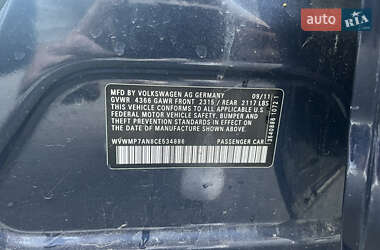 auto RIA.com
MFD BY VOLKSWAGEN AG GERMANY 09/11
GVWR 4366 GAWR FRONT 2315 / REAR 2117 LBS
THIS VEHICLE CONFORMS TO ALL APPLICABLE U.S.
FEDERAL MOTOR VEHICLE SAFETY, BUMPER AND
THEFT PREVENTION STANDARDS IN EFFECT ON THE
DATE OF MANUFACTURE SHOWN ABOVE.
WVWMP7AN8CE534886 PASSENGER CAR